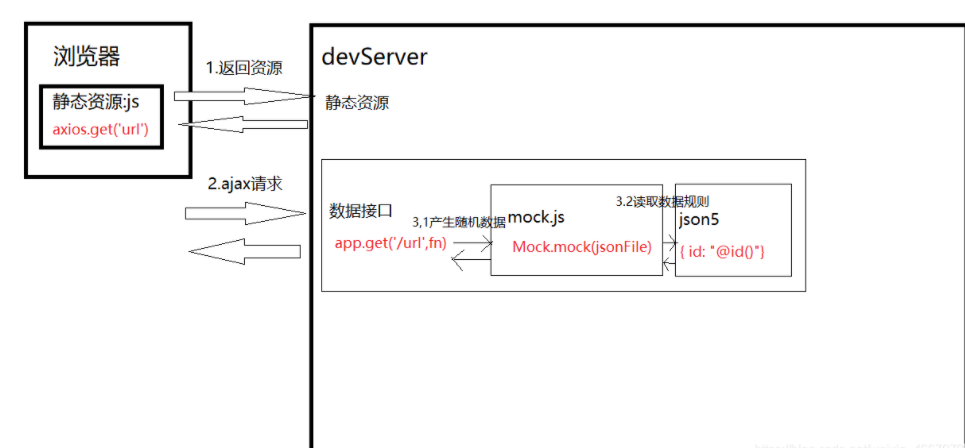 浏览器
静态资源:js
axios.get('url')
1.返回资源
devServer
静态资源
2.ajax请求
数据接口
app.get('/url',fn)
3,1产生随机数据
mock.js
Mock.mock(jsonFile)
3.2读取数据规则
json5
{ id: "@id()"}